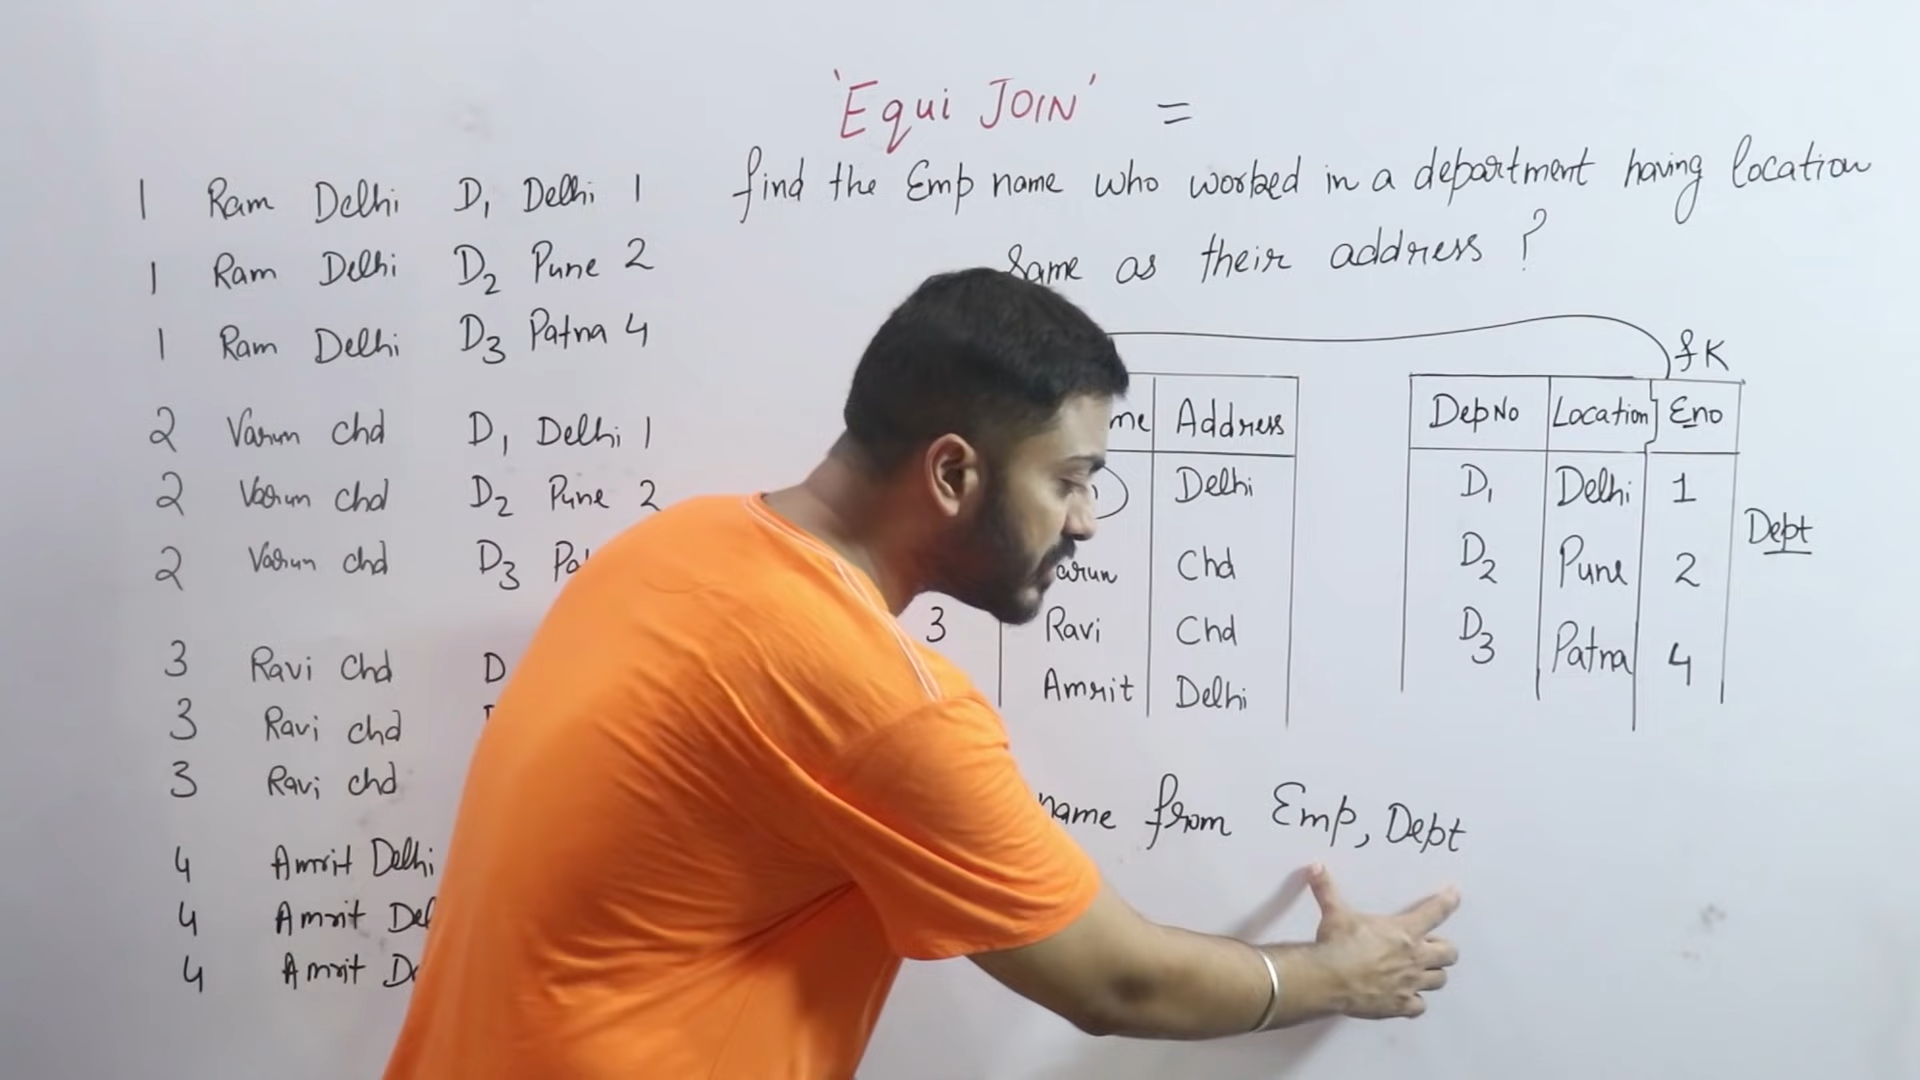 'Equi JOIN' =
find the Emp name who worked in a department having location
same as their address ?
1 Ram Delhi D1 Delhi 1
1 Ram Delhi D2 Pune 2
1 Ram Delhi D3 Patna 4
2 Varun chd D1 Delhi 1
2 Varun chd D2 Pune 2
2 Varun chd D3
3 Ravi chd D
3 Ravi chd
3 Ravi chd
4 Amrit Delhi
4 Amrit
4 Amrit
Address
Delhi
Chd
3 Ravi Chd
Amrit Delhi
fK
DepNo Location Eno
D1 Delhi 1
D2 Pune 2
D3 Patna 4
Dept
name from Emp, Dept